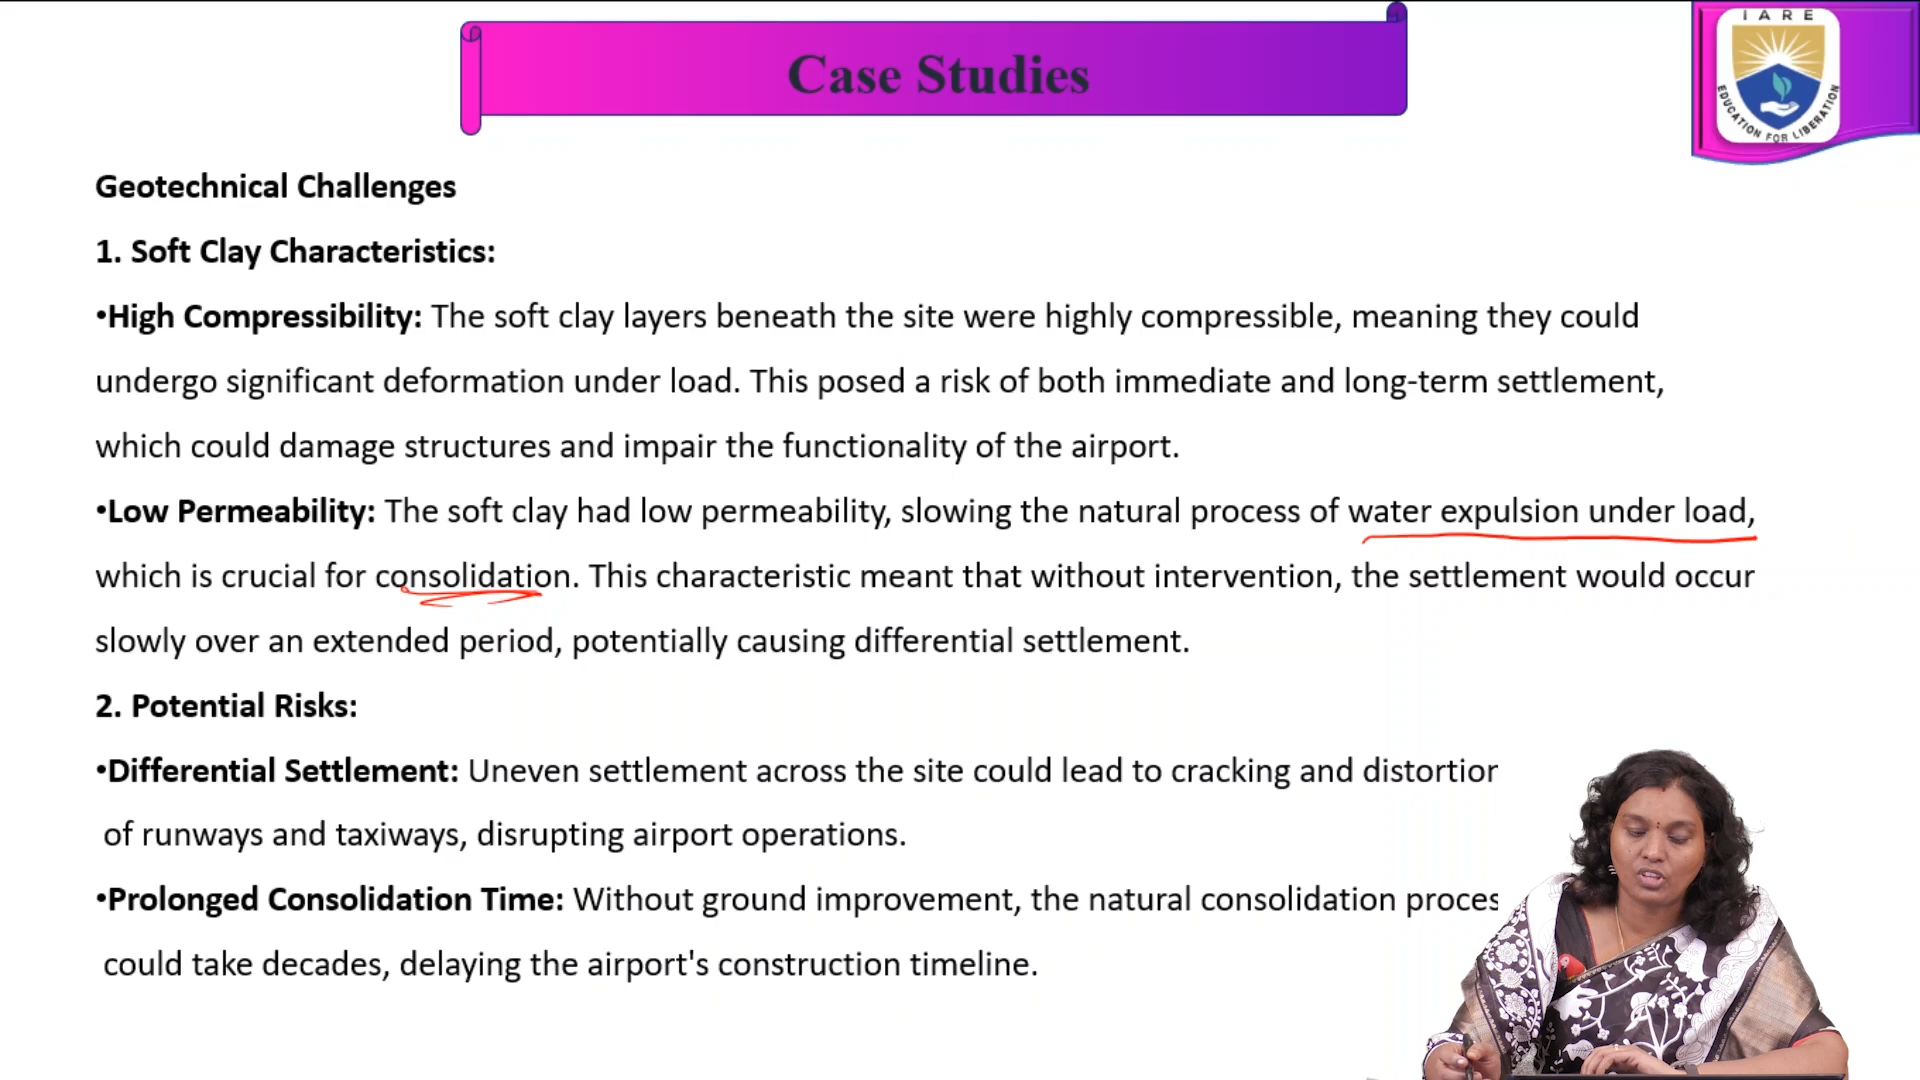 Case Studies
IARE
EDUCATION FOR LIBERATION
Geotechnical Challenges
1. Soft Clay Characteristics:
•High Compressibility: The soft clay layers beneath the site were highly compressible, meaning they could
undergo significant deformation under load. This posed a risk of both immediate and long-term settlement,
which could damage structures and impair the functionality of the airport.
•Low Permeability: The soft clay had low permeability, slowing the natural process of water expulsion under load,
which is crucial for consolidation. This characteristic meant that without intervention, the settlement would occur
slowly over an extended period, potentially causing differential settlement.
2. Potential Risks:
•Differential Settlement: Uneven settlement across the site could lead to cracking and distortion
of runways and taxiways, disrupting airport operations.
•Prolonged Consolidation Time: Without ground improvement, the natural consolidation proces
could take decades, delaying the airport's construction timeline.